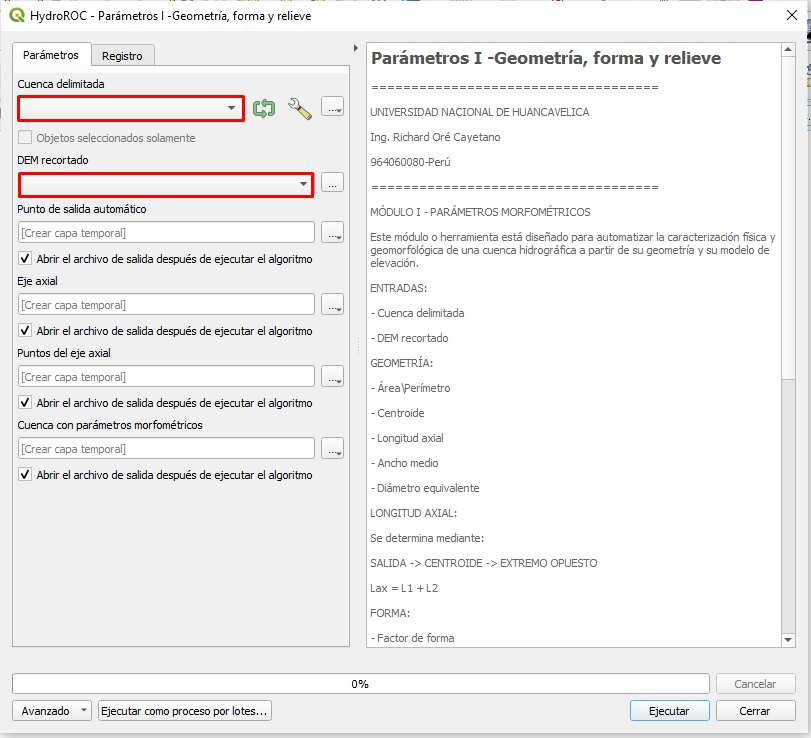 HydroROC - Parámetros I -Geometría, forma y relieve
Parámetros
Registro
Cuenca delimitada
...
Objetos seleccionados solamente
DEM recortado
...
Punto de salida automático
[Crear capa temporal]
...
Abrir el archivo de salida después de ejecutar el algoritmo
Eje axial
[Crear capa temporal]
...
Abrir el archivo de salida después de ejecutar el algoritmo
Puntos del eje axial
[Crear capa temporal]
...
Abrir el archivo de salida después de ejecutar el algoritmo
Cuenca con parámetros morfométricos
[Crear capa temporal]
...
Abrir el archivo de salida después de ejecutar el algoritmo
Parámetros I -Geometría, forma y relieve
====================================
UNIVERSIDAD NACIONAL DE HUANCAVELICA
Ing. Richard Oré Cayetano
964060080-Perú
====================================
MÓDULO I - PARÁMETROS MORFOMÉTRICOS
Este módulo o herramienta está diseñado para automatizar la caracterización física y
geomorfológica de una cuenca hidrográfica a partir de su geometría y su modelo de
elevación.
ENTRADAS:
- Cuenca delimitada
- DEM recortado
GEOMETRÍA:
- Área\Perímetro
- Centroide
- Longitud axial
- Ancho medio
- Diámetro equivalente
LONGITUD AXIAL:
Se determina mediante:
SALIDA -> CENTROIDE -> EXTREMO OPUESTO
Lax = L1 + L2
FORMA:
- Factor de forma
0%
Cancelar
Avanzado
Ejecutar como proceso por lotes...
Ejecutar
Cerrar